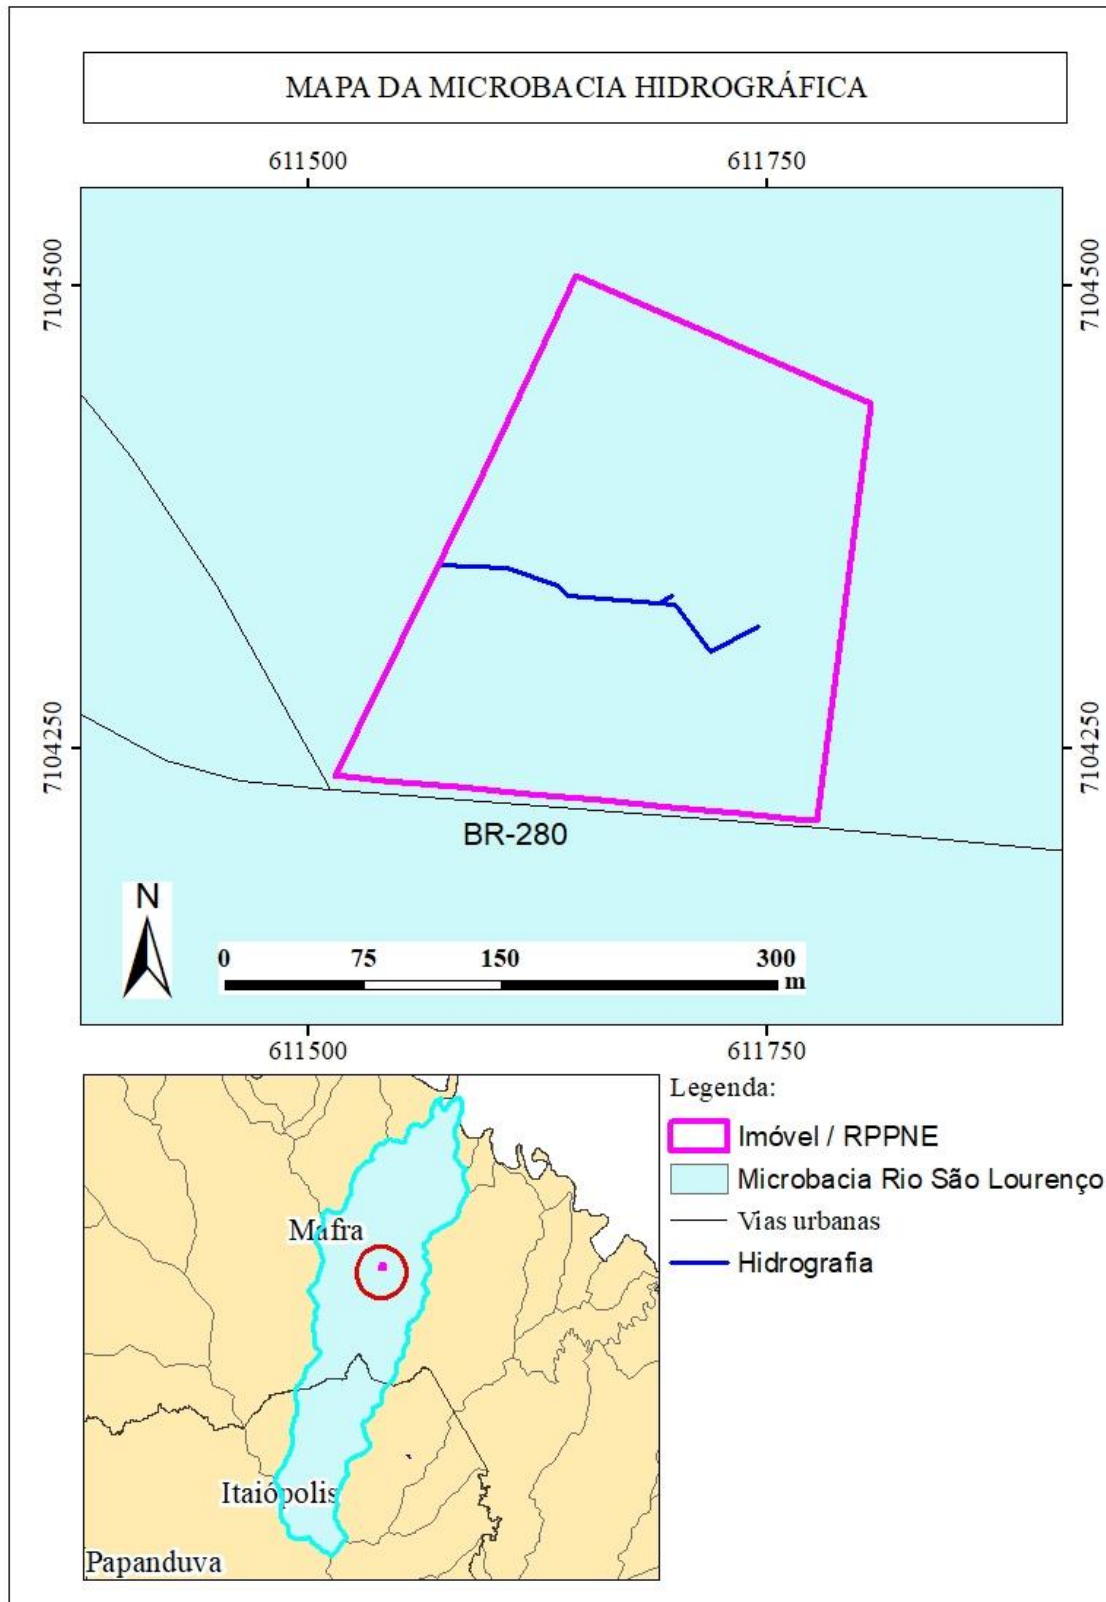 MAPA DA MICROBACIA HIDROGRÁFICA
611500 611750
7104500 7104500
7104250 7104250
BR-280
N
0 75 150 300
m
611500 611750
Legenda:
Imóvel / RPPNE
Microbacia Rio São Lourenço
Vias urbanas
Hidrografia
Mafra
Itaiópolis
Papanduva